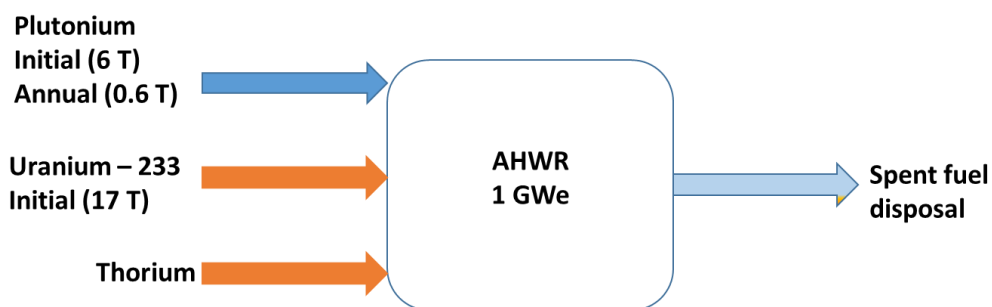 Plutonium
Initial (6 T)
Annual (0.6 T)
Uranium – 233
Initial (17 T)
Thorium
AHWR
1 GWe
Spent fuel
disposal